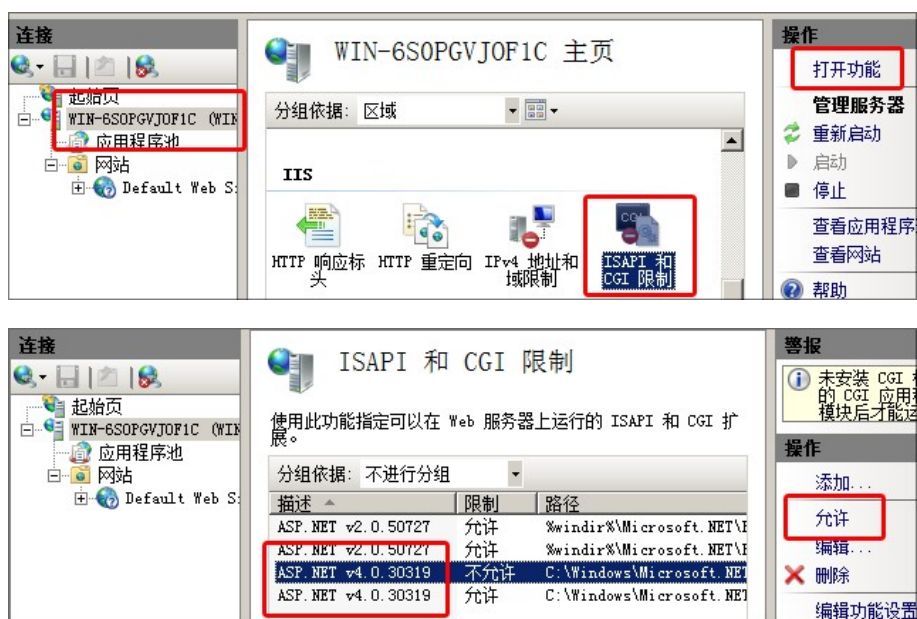 连接
起始页
WIN-6SOPGVJOF1C (WIN
应用程序池
网站
Default Web S
WIN-6SOPGVJOF1C 主页
分组依据: 区域
IIS
HTTP 响应标
头
HTTP 重定向
IPv4 地址和
域限制
ISAPI 和
CGI 限制
操作
打开功能
管理服务器
重新启动
启动
停止
查看应用程序
查看网站
帮助
连接
起始页
WIN-6SOPGVJOF1C (WIN
应用程序池
网站
Default Web S
ISAPI 和 CGI 限制
使用此功能指定可以在 Web 服务器上运行的 ISAPI 和 CGI 扩
展。
分组依据: 不进行分组
描述 限制 路径
ASP.NET v2.0.50727 允许 %windir%\Microsoft.NET\F
ASP.NET v2.0.50727 允许 %windir%\Microsoft.NET\F
ASP.NET v4.0.30319 不允许 C:\Windows\Microsoft.NET
ASP.NET v4.0.30319 允许 C:\Windows\Microsoft.NET
警报
未安装 CGI
的 CGI 应用
模块后才能
操作
添加...
允许
编辑...
删除
编辑功能设置